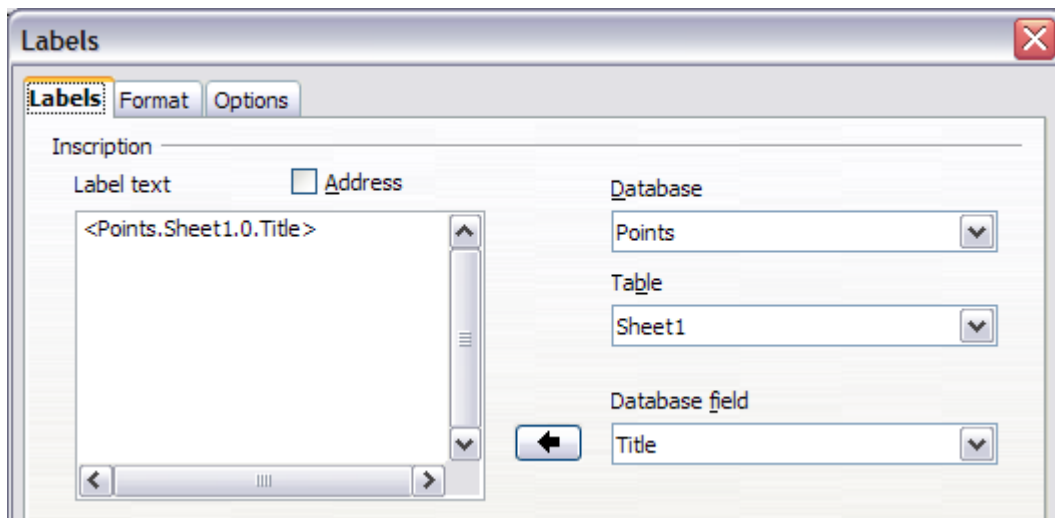 Labels
Labels Format Options
Inscription
Label text Address
<Points.Sheet1.0.Title>
Database
Points
Table
Sheet1
Database field
Title